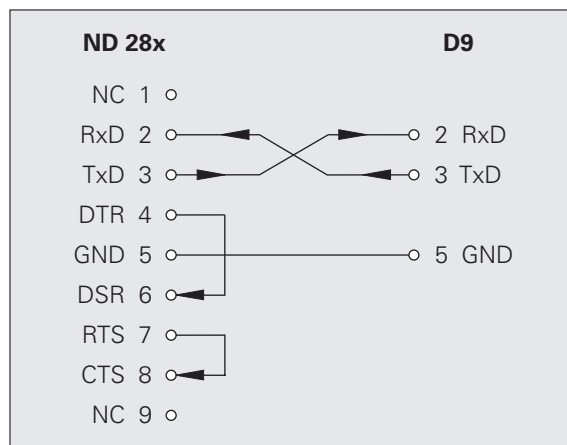 ND 28x D9
NC 1
RxD 2 2 RxD
TxD 3 3 TxD
DTR 4
GND 5 5 GND
DSR 6
RTS 7
CTS 8
NC 9